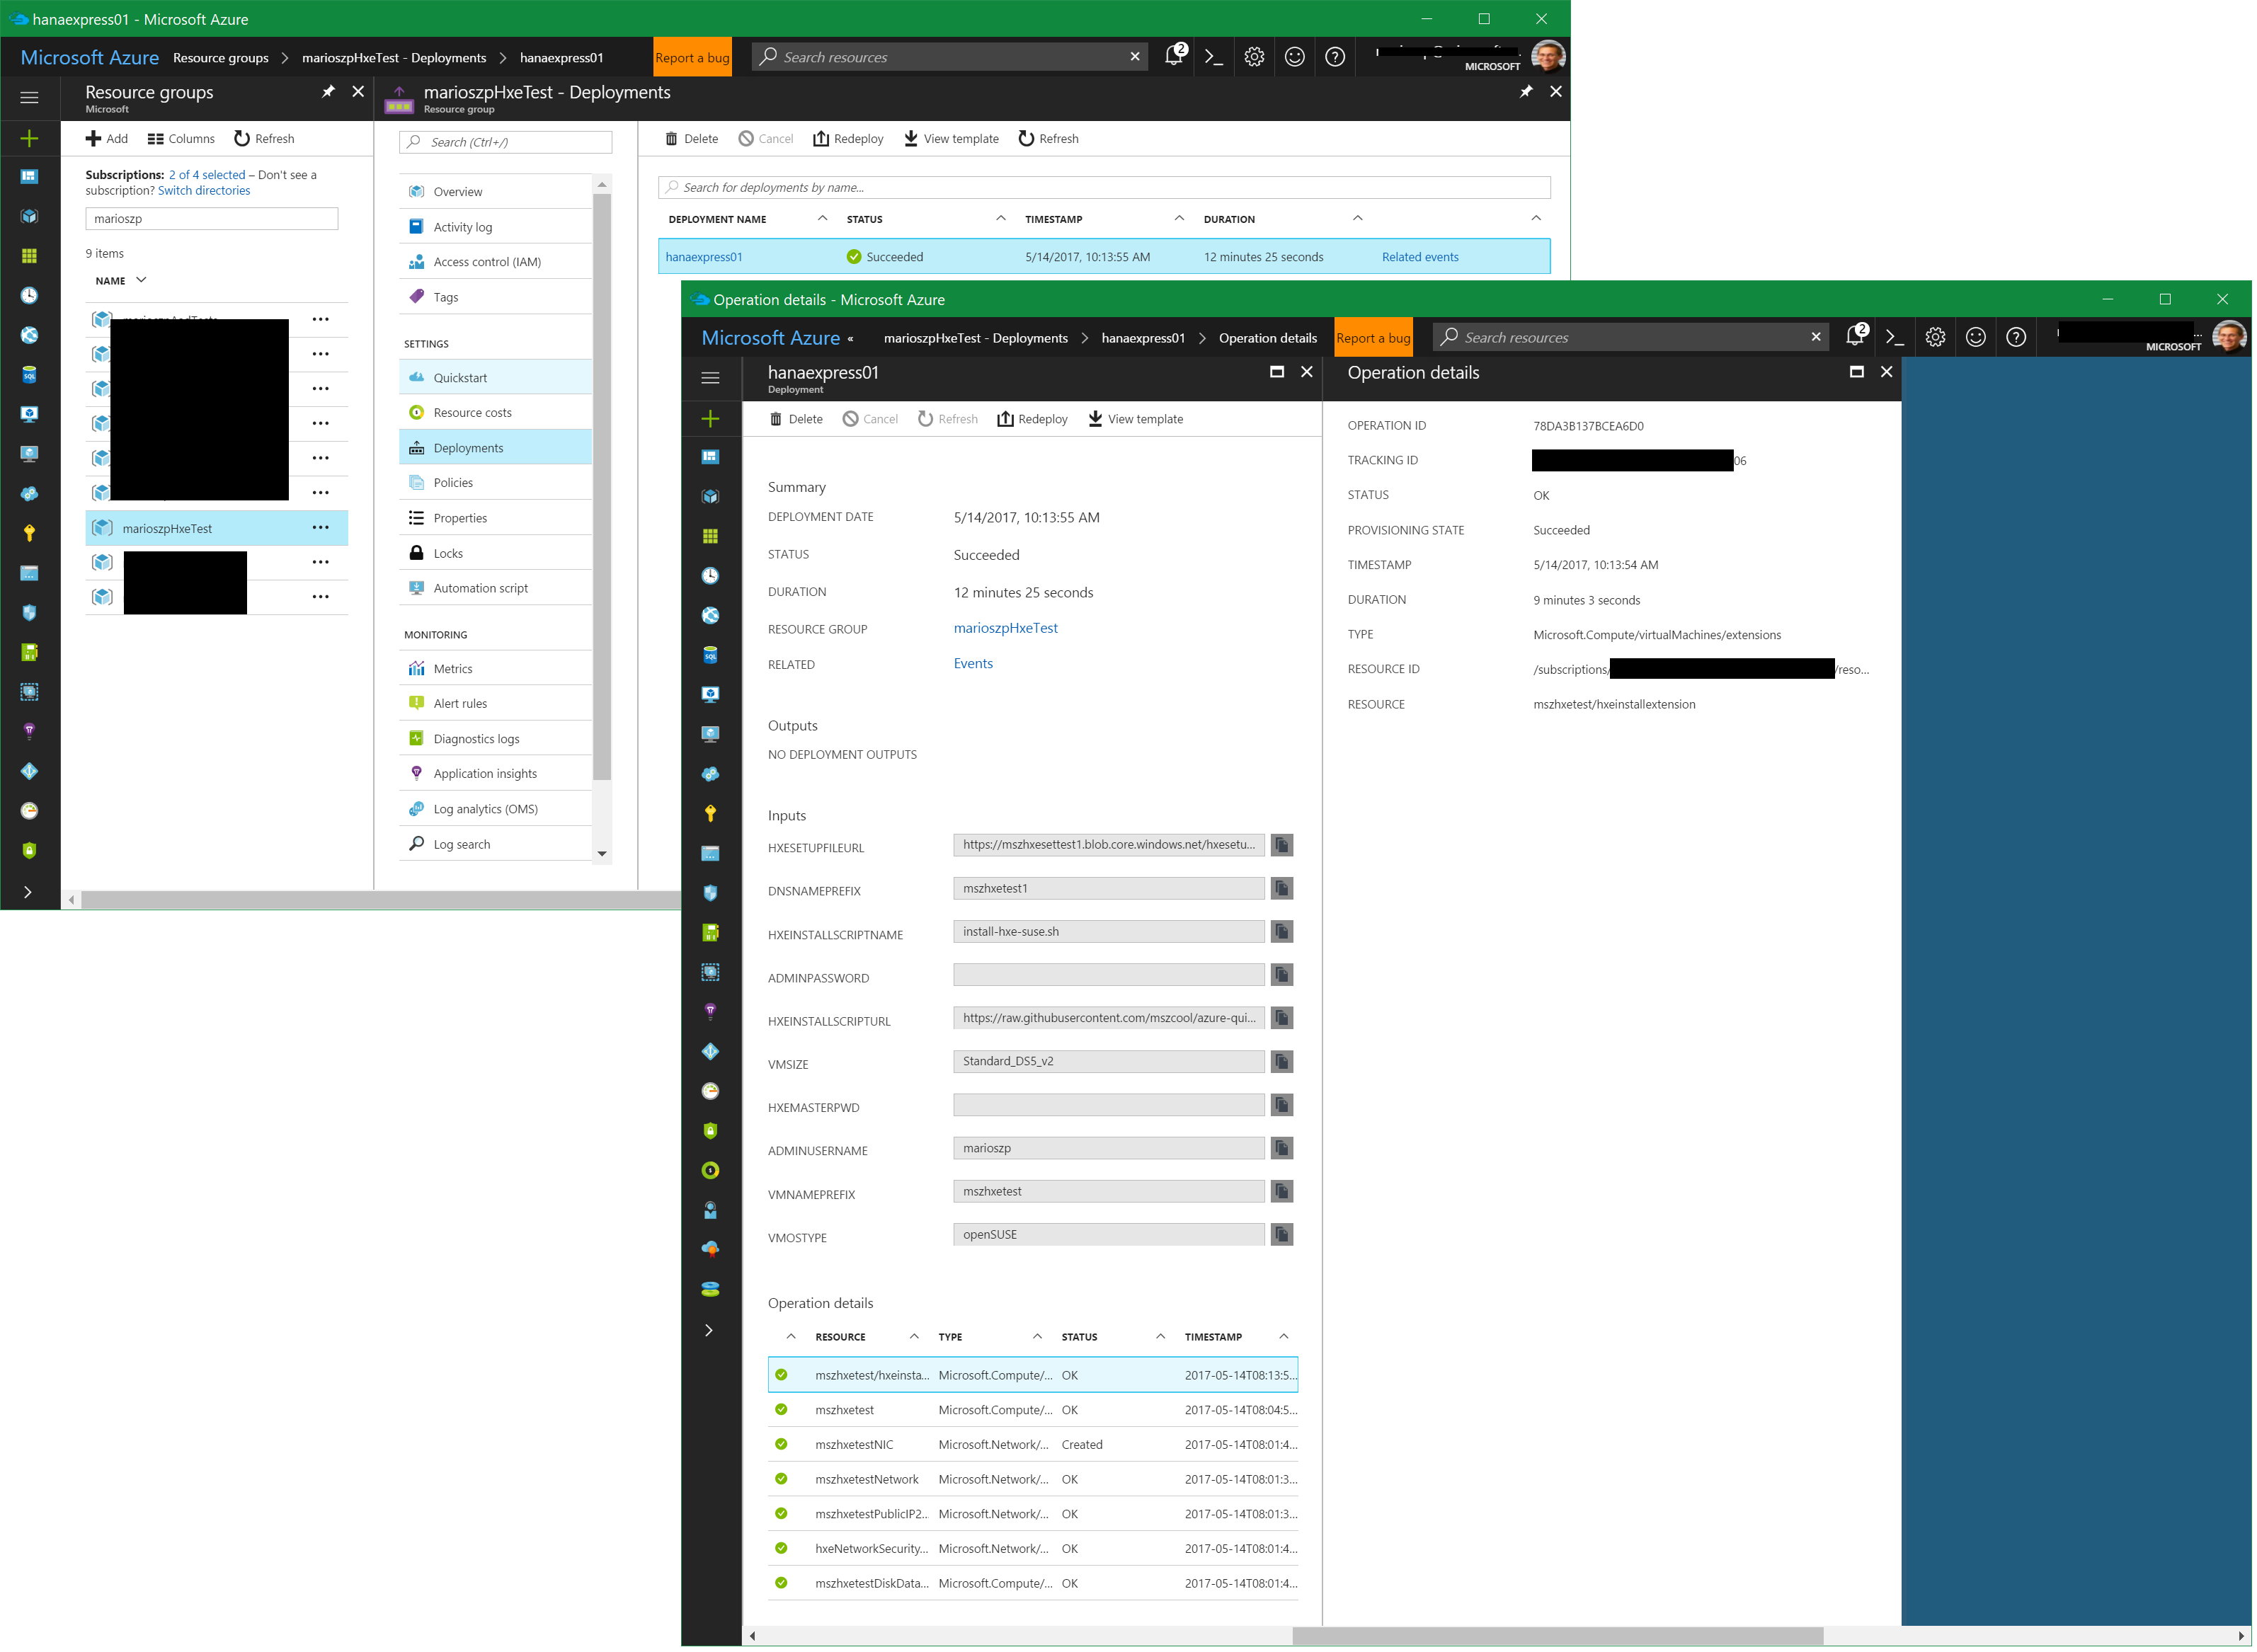 hanaexpress01 - Microsoft Azure
Microsoft Azure Resource groups marioszpHxeTest - Deployments hanaexpress01 Report a bug Search resources 2
MICROSOFT
Resource groups
Microsoft
Add Columns Refresh
Subscriptions: 2 of 4 selected – Don't see a
subscription? Switch directories
marioszp
9 items
NAME
marioszpHxeTest
marioszpHxeTest - Deployments
Resource group
Search (Ctrl+/)
Overview
Activity log
Access control (IAM)
Tags
SETTINGS
Quickstart
Resource costs
Deployments
Policies
Properties
Locks
Automation script
MONITORING
Metrics
Alert rules
Diagnostics logs
Application insights
Log analytics (OMS)
Log search
Delete Cancel Redeploy View template Refresh
Search for deployments by name...
DEPLOYMENT NAME STATUS TIMESTAMP DURATION
hanaexpress01 Succeeded 5/14/2017, 10:13:55 AM 12 minutes 25 seconds Related events
Operation details - Microsoft Azure
Microsoft Azure « marioszpHxeTest - Deployments hanaexpress01 Operation details Report a bug Search resources 2
...
MICROSOFT
hanaexpress01
Deployment
Delete Cancel Refresh Redeploy View template
Summary
DEPLOYMENT DATE 5/14/2017, 10:13:55 AM
STATUS Succeeded
DURATION 12 minutes 25 seconds
RESOURCE GROUP marioszpHxeTest
RELATED Events
Outputs
NO DEPLOYMENT OUTPUTS
Inputs
HXESETUPFILEURL https://mszhxesettest1.blob.core.windows.net/hxesetu...
DNSNAMEPREFIX mszhxetest1
HXEINSTALLSCRIPTNAME install-hxe-suse.sh
ADMINPASSWORD
HXEINSTALLSCRIPTURL https://raw.githubusercontent.com/mszcool/azure-qui...
VMSIZE Standard_DS5_v2
HXEMASTERPWD
ADMINUSERNAME marioszp
VMNAMEPREFIX mszhxetest
VMOSTYPE openSUSE
Operation details
RESOURCE TYPE STATUS TIMESTAMP
mszhxetest/hxeinsta... Microsoft.Compute/... OK 2017-05-14T08:13:5...
mszhxetest Microsoft.Compute/... OK 2017-05-14T08:04:5...
mszhxetestNIC Microsoft.Network/... Created 2017-05-14T08:01:4...
mszhxetestNetwork Microsoft.Network/... OK 2017-05-14T08:01:3...
mszhxetestPublicIP2... Microsoft.Network/... OK 2017-05-14T08:01:3...
hxeNetworkSecurity... Microsoft.Network/... OK 2017-05-14T08:01:4...
mszhxetestDiskData... Microsoft.Compute/... OK 2017-05-14T08:01:4...
Operation details
OPERATION ID 78DA3B137BCEA6D0
TRACKING ID 06
STATUS OK
PROVISIONING STATE Succeeded
TIMESTAMP 5/14/2017, 10:13:54 AM
DURATION 9 minutes 3 seconds
TYPE Microsoft.Compute/virtualMachines/extensions
RESOURCE ID /subscriptions/ /reso...
RESOURCE mszhxetest/hxeinstallextension